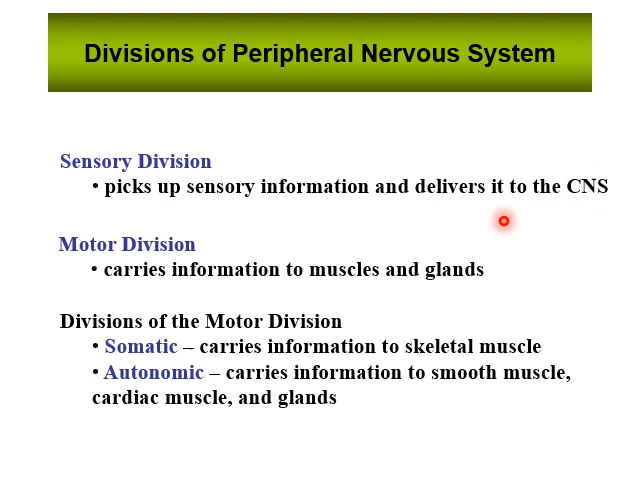 Divisions of Peripheral Nervous System
Sensory Division
• picks up sensory information and delivers it to the CNS
Motor Division
• carries information to muscles and glands
Divisions of the Motor Division
• Somatic – carries information to skeletal muscle
• Autonomic – carries information to smooth muscle,
cardiac muscle, and glands